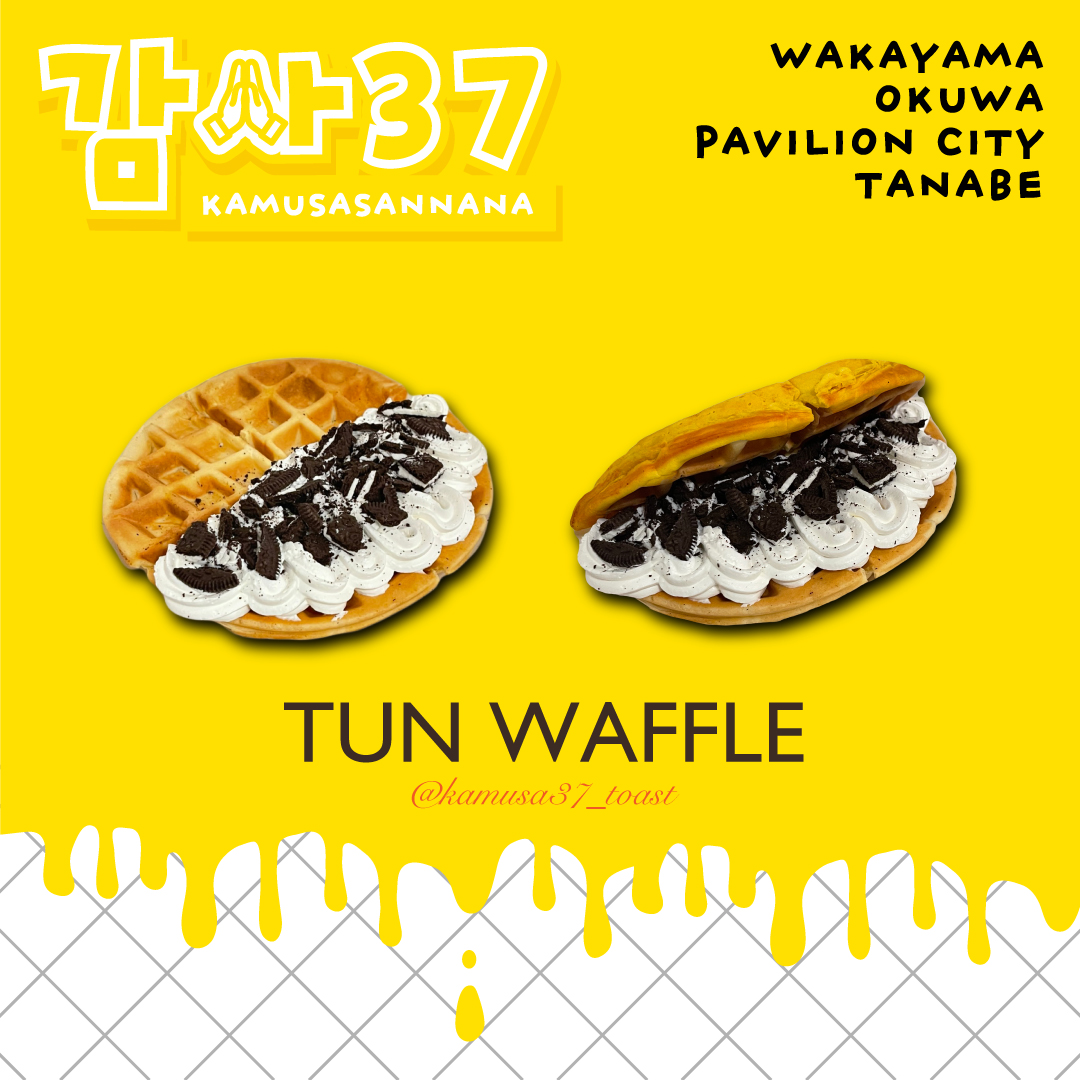 감사37
KAMUSASANNANA
WAKAYAMA
OKUWA
PAVILION CITY
TANABE
TUN WAFFLE
@kamusa37_toast